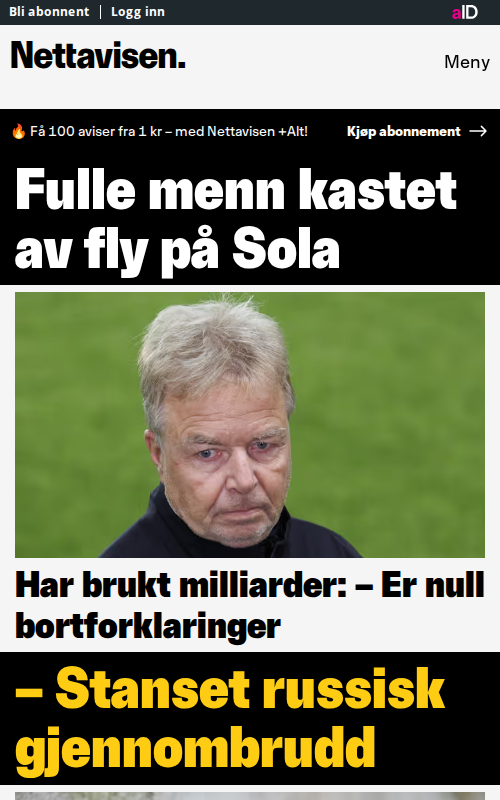 Bli abonnent | Logg inn
aID
Nettavisen.
Meny
🔥 Få 100 aviser fra 1 kr – med Nettavisen +Alt!
Kjøp abonnement →
Fulle menn kastet
av fly på Sola
Har brukt milliarder: – Er null
bortforklaringer
– Stanset russisk
gjennombrudd